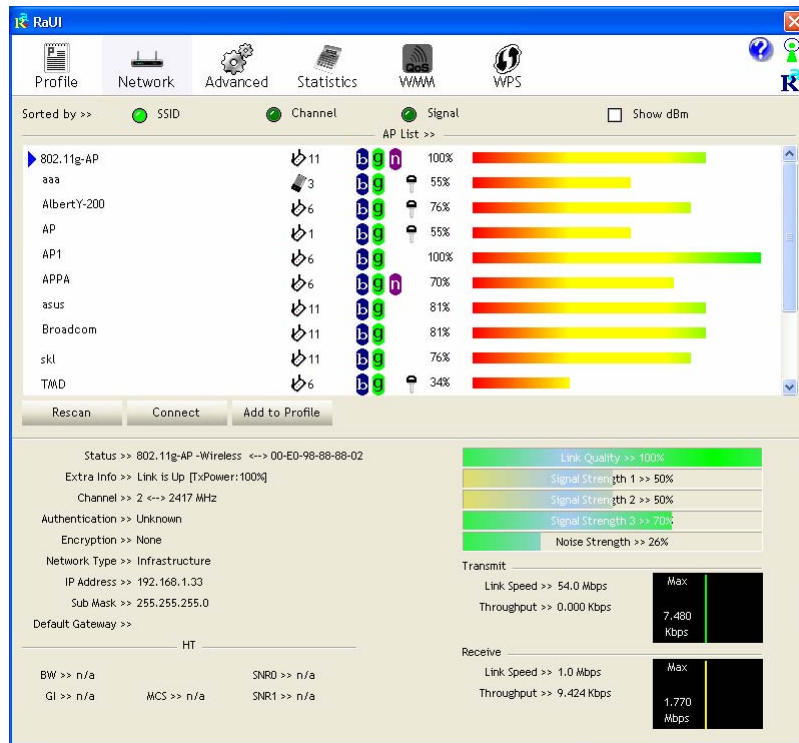 RaUI
Profile Network Advanced Statistics QoS WMM WPS
Sorted by >> SSID Channel Signal Show dBm
AP List >>
802.11g-AP 11 b g n 100%
aaa 3 b g 55%
AlbertY-200 6 b g 76%
AP 1 b g 55%
AP1 6 b g 100%
APPA 6 b g n 70%
asus 11 b g 81%
Broadcom 11 b g 81%
skl 11 b g 76%
TMD 6 b g 34%
Rescan Connect Add to Profile
Status >> 802.11g-AP -Wireless <--> 00-E0-98-88-88-02
Extra Info >> Link is Up [TxPower:100%]
Channel >> 2 <--> 2417 MHz
Authentication >> Unknown
Encryption >> None
Network Type >> Infrastructure
IP Address >> 192.168.1.33
Sub Mask >> 255.255.255.0
Default Gateway >>
HT
BW >> n/a SNR0 >> n/a
GI >> n/a MCS >> n/a SNR1 >> n/a
Link Quality >> 100%
Signal Strength 1 >> 50%
Signal Strength 2 >> 50%
Signal Strength 3 >> 70%
Noise Strength >> 26%
Transmit
Link Speed >> 54.0 Mbps
Throughput >> 0.000 Kbps
Max
7.480
Kbps
Receive
Link Speed >> 1.0 Mbps
Throughput >> 9.424 Kbps
Max
1.770
Mbps